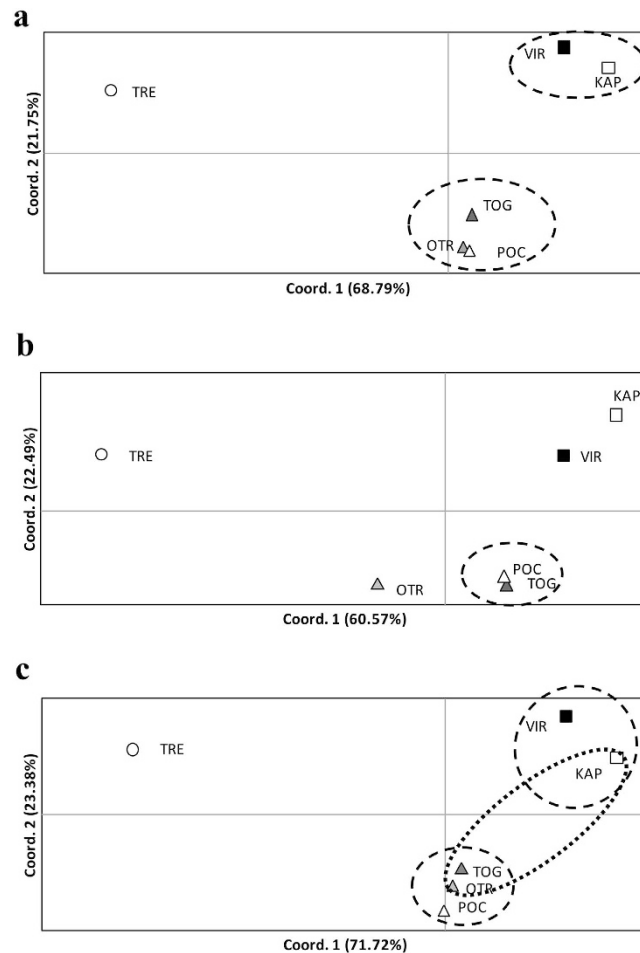 a
VIR
KAP
TRE
TOG
OTR
POC
Coord. 2 (21.75%)
Coord. 1 (68.79%)
b
KAP
TRE
VIR
POC
OTR
TOG
Coord. 2 (22.49%)
Coord. 1 (60.57%)
c
VIR
TRE
KAP
TOG
OTR
POC
Coord. 2 (23.38%)
Coord. 1 (71.72%)